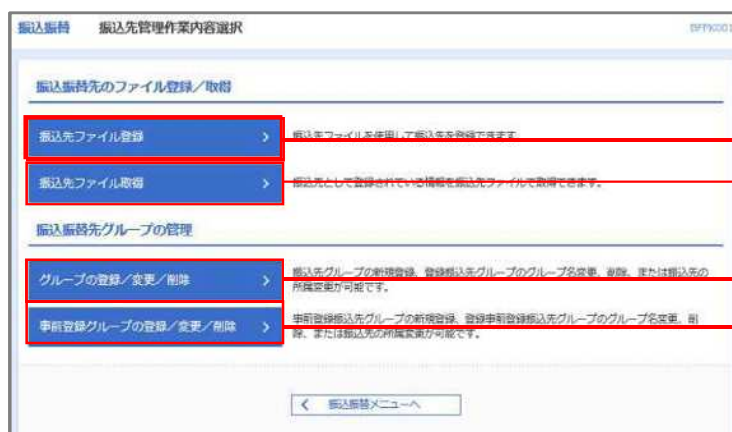 振込振替 振込先管理作業内容選択
振込振替先のファイル登録／取得
振込先ファイル登録
振込先ファイルを使用して振込先を登録できます
振込先ファイル取得
振込先として登録されている情報を振込先ファイルで取得できます。
振込振替先グループの管理
グループの登録／変更／削除
振込先グループの新規登録、登録振込先グループのグループ名変更、削除、または振込先の
所属変更が可能です。
事前登録グループの登録／変更／削除
事前登録振込先グループの新規登録、登録事前登録振込先グループのグループ名変更、削
除、または振込先の所属変更が可能です。
振込振替メニューへ